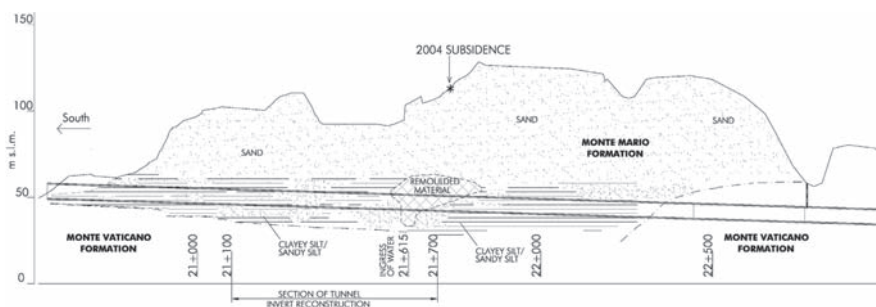 150
100
50
0
m s.l.m.
South
2004 SUBSIDENCE
SAND
SAND
SAND
MONTE MARIO
FORMATION
REMOULDED
MATERIAL
MONTE VATICANO
FORMATION
CLAYEY SILT/
SANDY SILT
CLAYEY SILT/
SANDY SILT
MONTE VATICANO
FORMATION
21+000
21+100
INGRESS
OF WATER
21+615
21+700
22+000
22+500
SECTION OF TUNNEL
INVERT RECONSTRUCTION